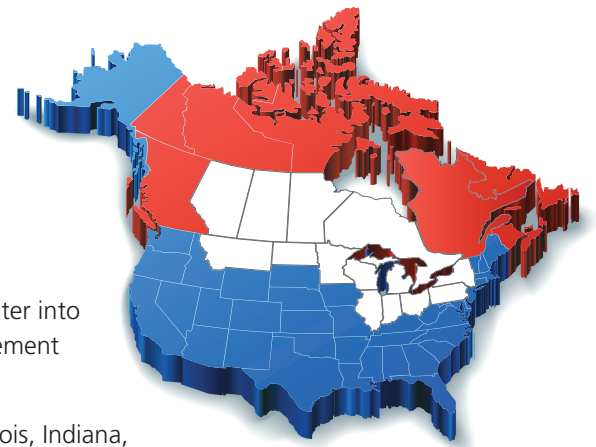 ter into
ement
ois, Indiana,